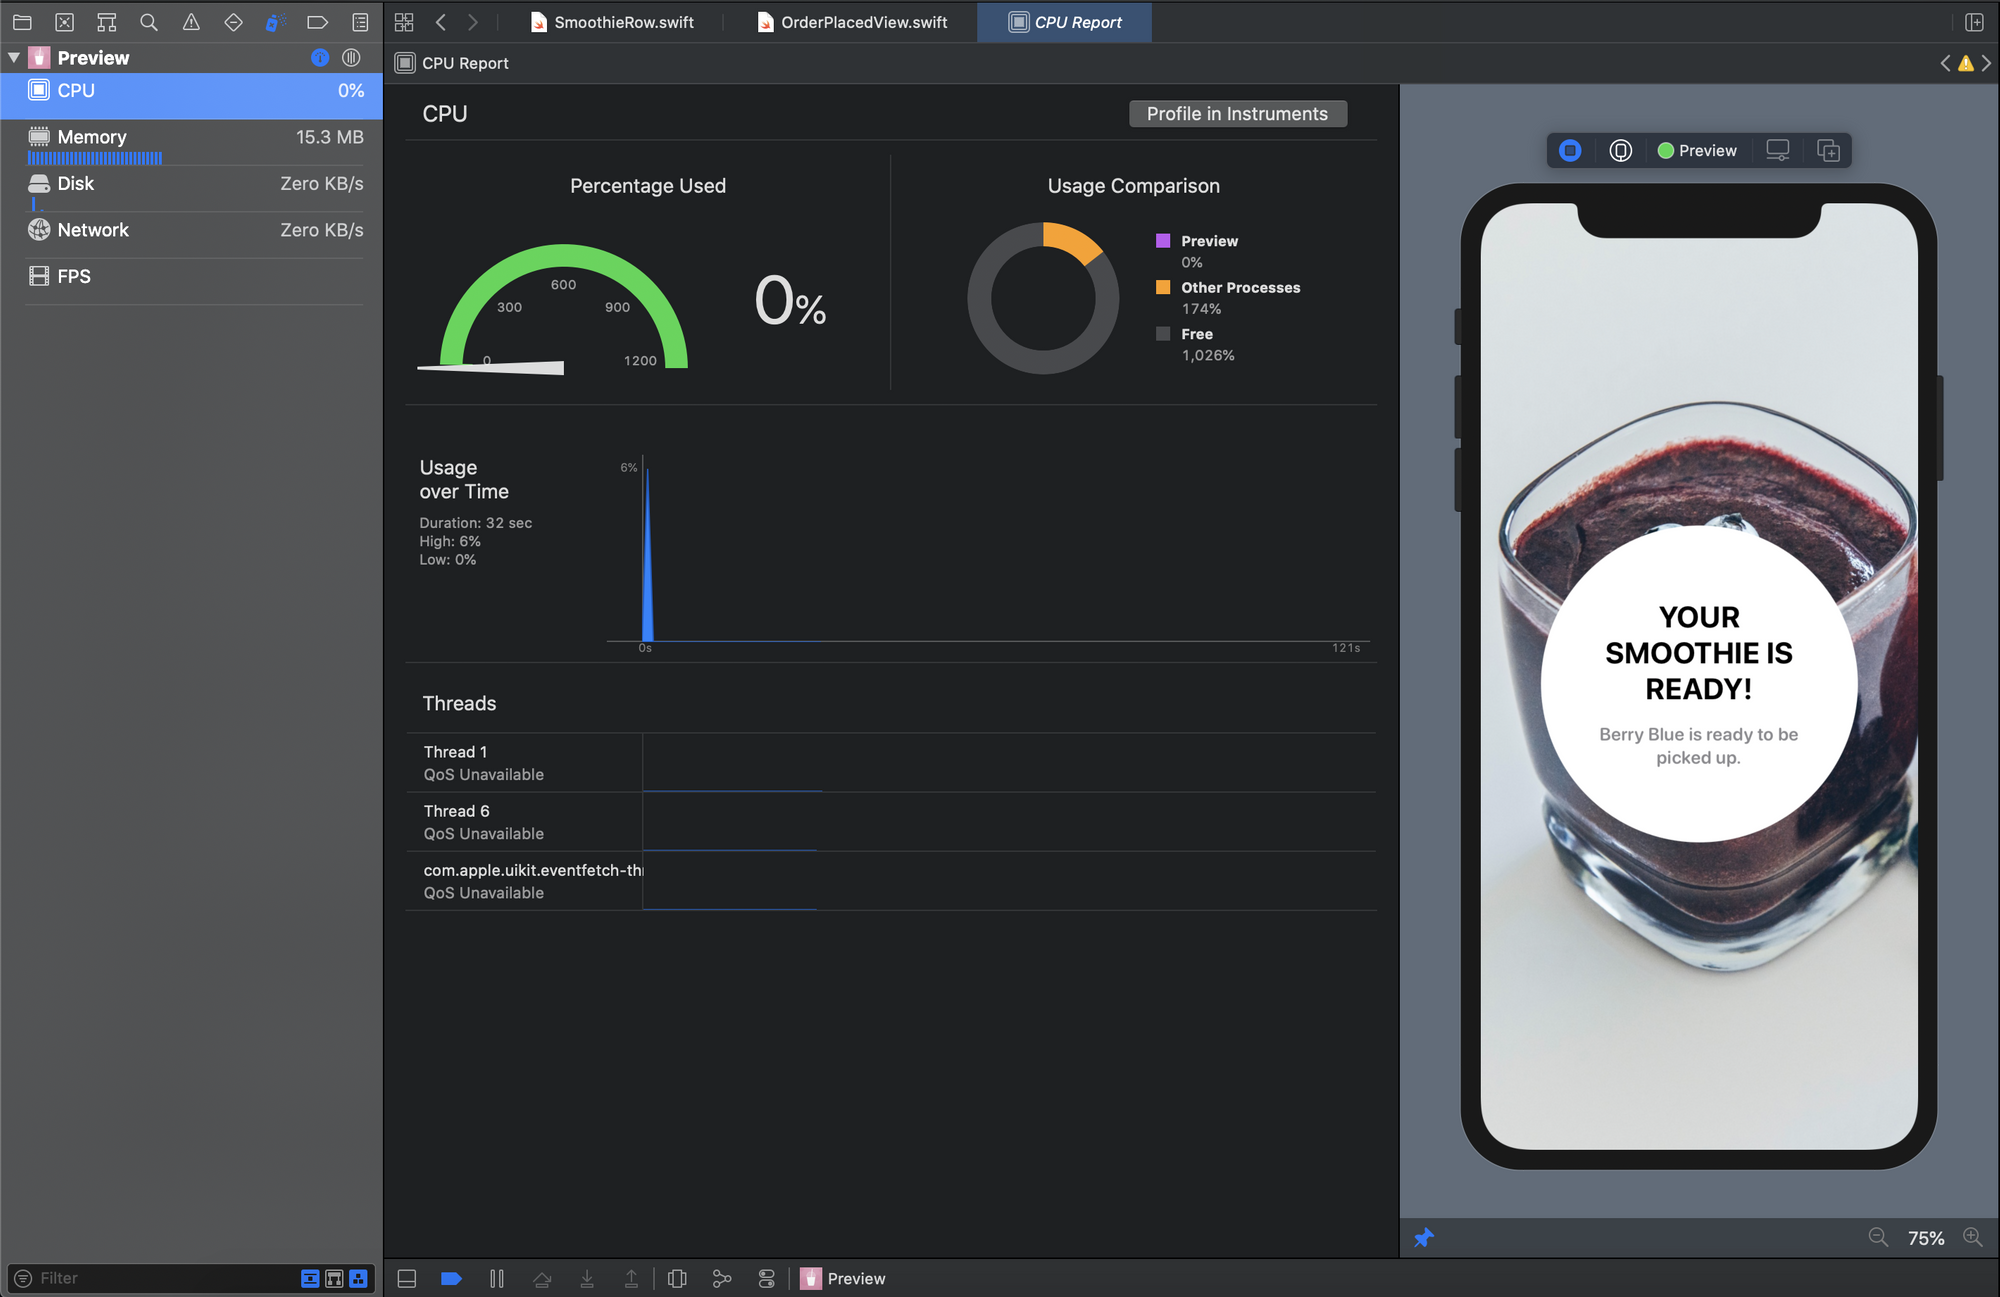 SmoothieRow.swift
OrderPlacedView.swift
CPU Report
Preview
CPU Report
CPU
0%
Memory
15.3 MB
Disk
Zero KB/s
Network
Zero KB/s
FPS
CPU
Profile in Instruments
Percentage Used
0
300
600
900
1200
0%
Usage Comparison
Preview
0%
Other Processes
174%
Free
1,026%
Usage
over Time
Duration: 32 sec
High: 6%
Low: 0%
6%
0s
121s
Threads
Thread 1
QoS Unavailable
Thread 6
QoS Unavailable
com.apple.uikit.eventfetch-th
QoS Unavailable
Preview
YOUR
SMOOTHIE IS
READY!
Berry Blue is ready to be
picked up.
75%
Filter
Preview